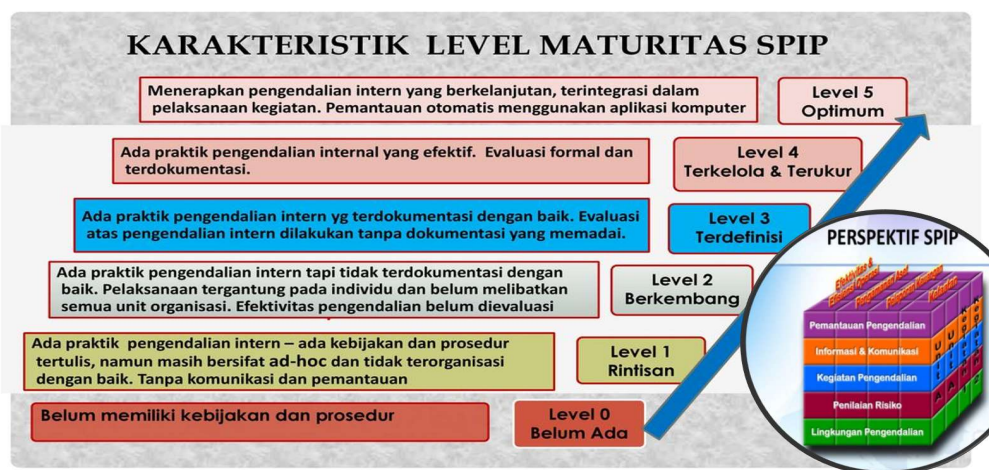 KARAKTERISTIK LEVEL MATURITAS SPIP
Menerapkan pengendalian intern yang berkelanjutan, terintegrasi dalam
pelaksanaan kegiatan. Pemantauan otomatis menggunakan aplikasi komputer
Level 5
Optimum
Ada praktik pengendalian internal yang efektif. Evaluasi formal dan
terdokumentasi.
Level 4
Terkelola & Terukur
Ada praktik pengendalian intern yg terdokumentasi dengan baik. Evaluasi
atas pengendalian intern dilakukan tanpa dokumentasi yang memadai.
Level 3
Terdefinisi
Ada praktik pengendalian intern tapi tidak terdokumentasi dengan
baik. Pelaksanaan tergantung pada individu dan belum melibatkan
semua unit organisasi. Efektivitas pengendalian belum dievaluasi
Level 2
Berkembang
Ada praktik pengendalian intern – ada kebijakan dan prosedur
tertulis, namun masih bersifat ad-hoc dan tidak terorganisasi
dengan baik. Tanpa komunikasi dan pemantauan
Level 1
Rintisan
Belum memiliki kebijakan dan prosedur
Level 0
Belum Ada
PERSPEKTIF SPIP
Pemantauan Pengendalian
Informasi & Komunikasi
Kegiatan Pengendalian
Penilaian Risiko
Lingkungan Pengendalian